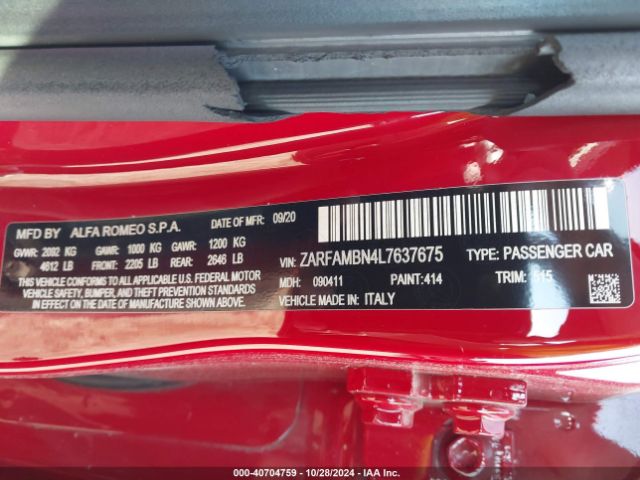 MFD BY ALFA ROMEO S.P.A. DATE OF MFR 09/20
GVWR: 2092 KG GAWR: 1000 KG GAWR: 1200 KG
4612 LB FRONT: 2205 LB REAR: 2646 LB
THIS VEHICLE CONFORMS TO ALL APPLICABLE U.S. FEDERAL MOTOR
VEHICLE SAFETY, BUMPER, AND THEFT PREVENTION STANDARDS
IN EFFECT ON THE DATE OF MANUFACTURE SHOWN ABOVE.
VIN: ZARFAMBN4L7637675 TYPE: PASSENGER CAR
MDH: 090411 PAINT: 414 TRIM:
VEHICLE MADE IN: ITALY
00-40704759 | 10/28/2024 | IAA Inc.